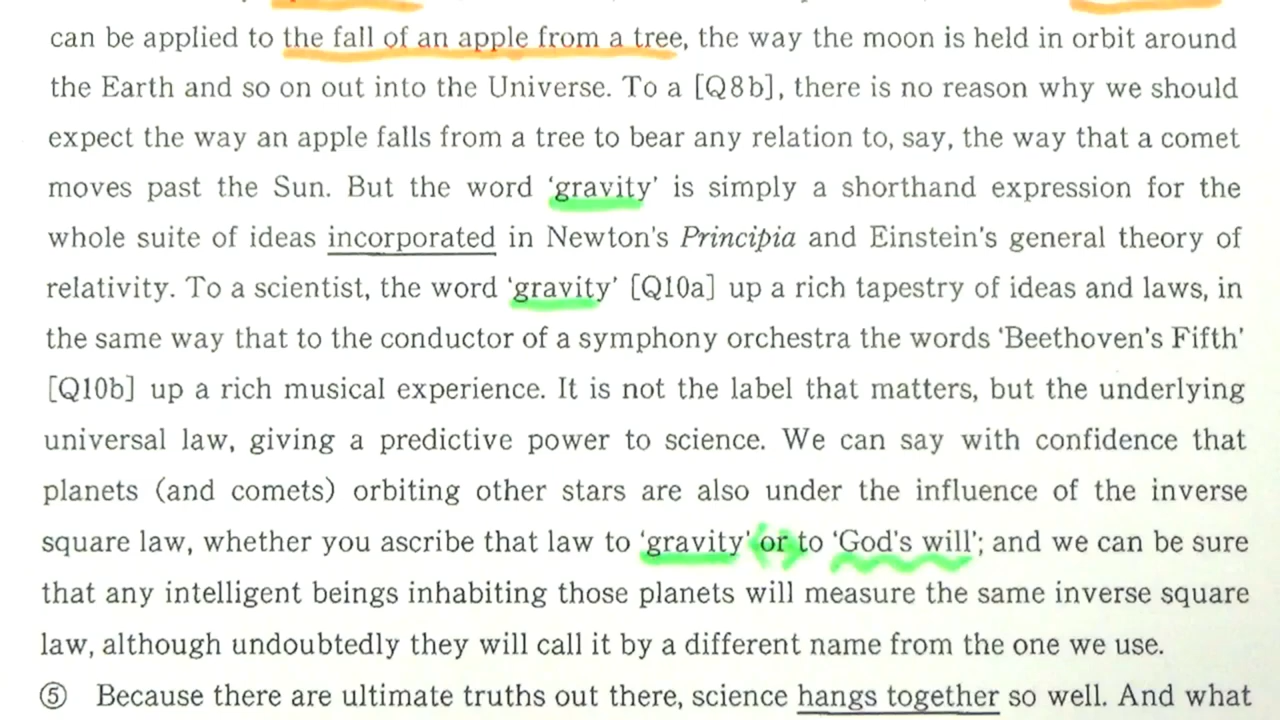 can be applied to the fall of an apple from a tree, the way the moon is held in orbit around
the Earth and so on out into the Universe. To a [Q8b], there is no reason why we should
expect the way an apple falls from a tree to bear any relation to, say, the way that a comet
moves past the Sun. But the word ‘gravity’ is simply a shorthand expression for the
whole suite of ideas incorporated in Newton's Principia and Einstein's general theory of
relativity. To a scientist, the word ‘gravity’ [Q10a] up a rich tapestry of ideas and laws, in
the same way that to the conductor of a symphony orchestra the words ‘Beethoven's Fifth’
[Q10b] up a rich musical experience. It is not the label that matters, but the underlying
universal law, giving a predictive power to science. We can say with confidence that
planets (and comets) orbiting other stars are also under the influence of the inverse
square law, whether you ascribe that law to ‘gravity’ or to ‘God's will’; and we can be sure
that any intelligent beings inhabiting those planets will measure the same inverse square
law, although undoubtedly they will call it by a different name from the one we use.
⑤ Because there are ultimate truths out there, science hangs together so well. And what